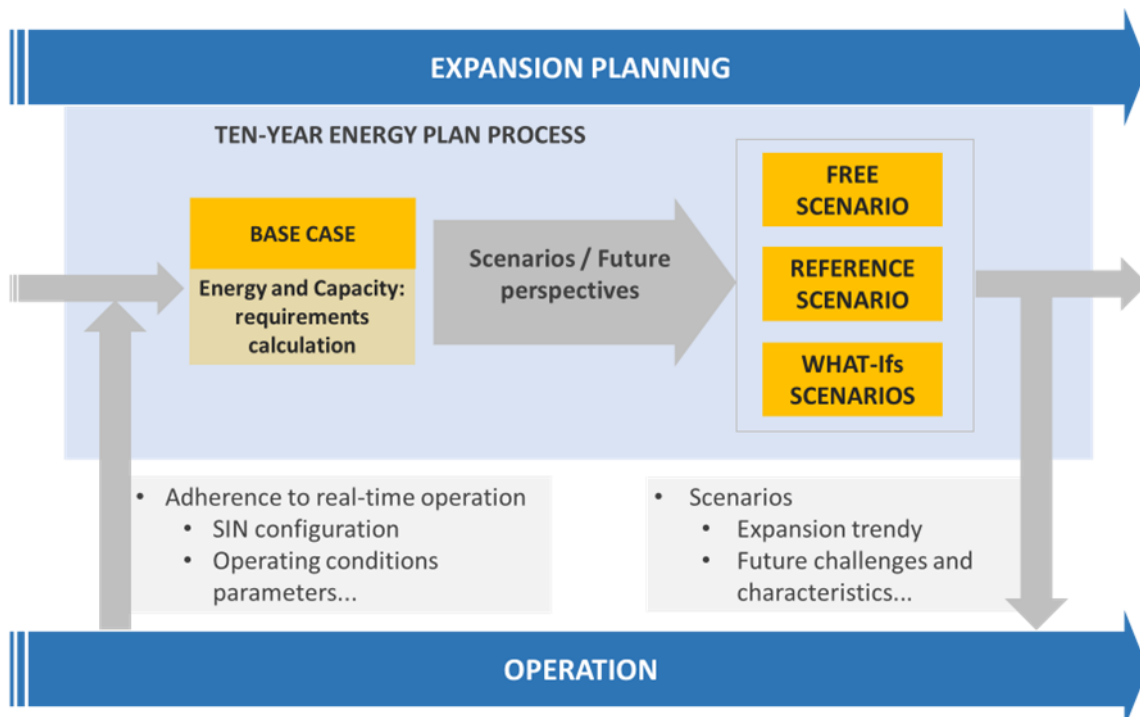 EXPANSION PLANNING
TEN-YEAR ENERGY PLAN PROCESS
BASE CASE
Energy and Capacity:
requirements
calculation
Scenarios / Future
perspectives
FREE
SCENARIO
REFERENCE
SCENARIO
WHAT-Ifs
SCENARIOS
• Adherence to real-time operation
• SIN configuration
• Operating conditions
parameters...
• Scenarios
• Expansion trendy
• Future challenges and
characteristics...
OPERATION